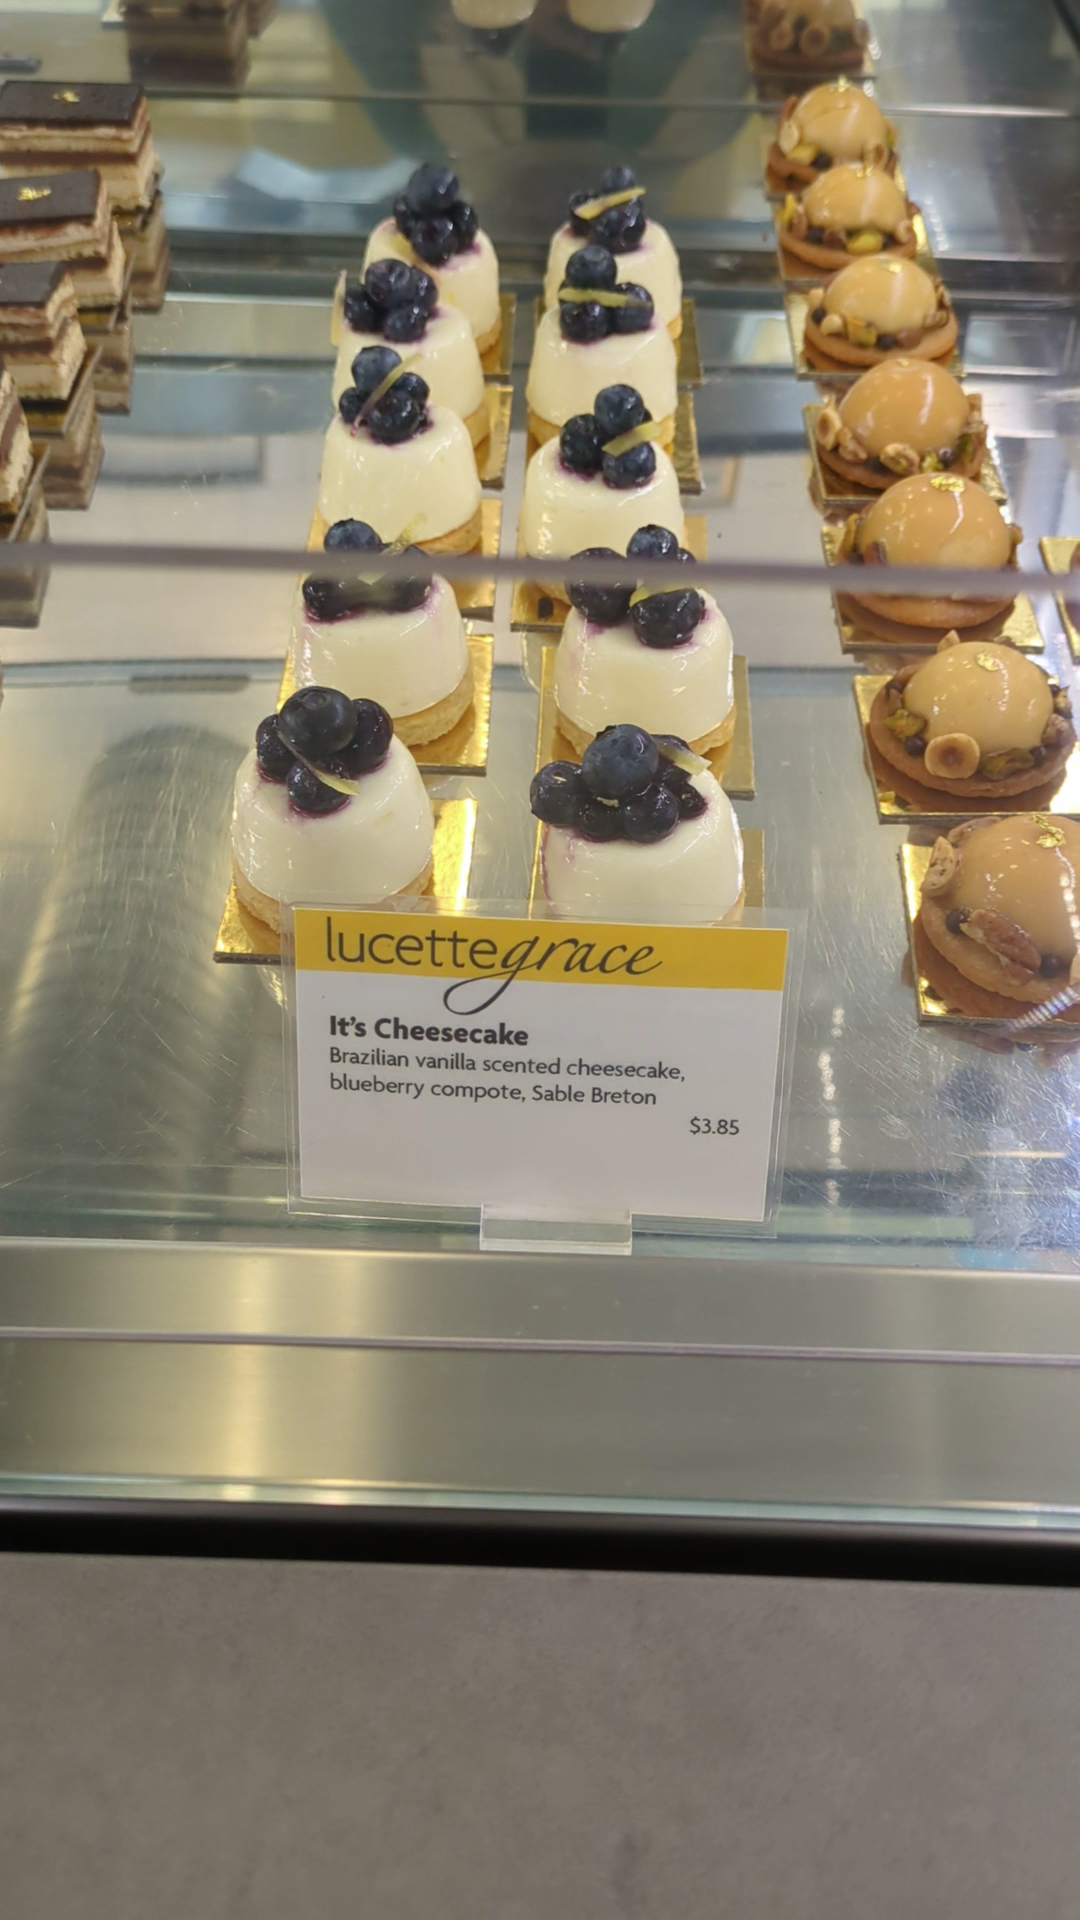 lucettegrace
It's Cheesecake
Brazilian vanilla scented cheesecake,
blueberry compote, Sable Breton
$3.85